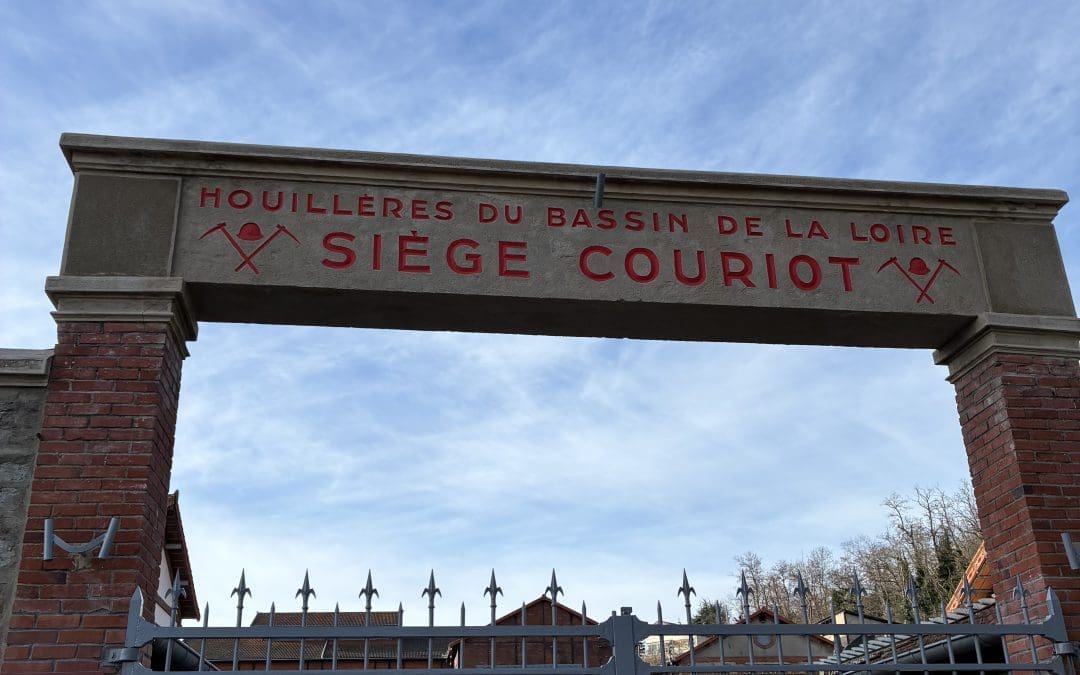 HOUILLÈRES DU BASSIN DE LA LOIRE
SIÈGE COURIOT